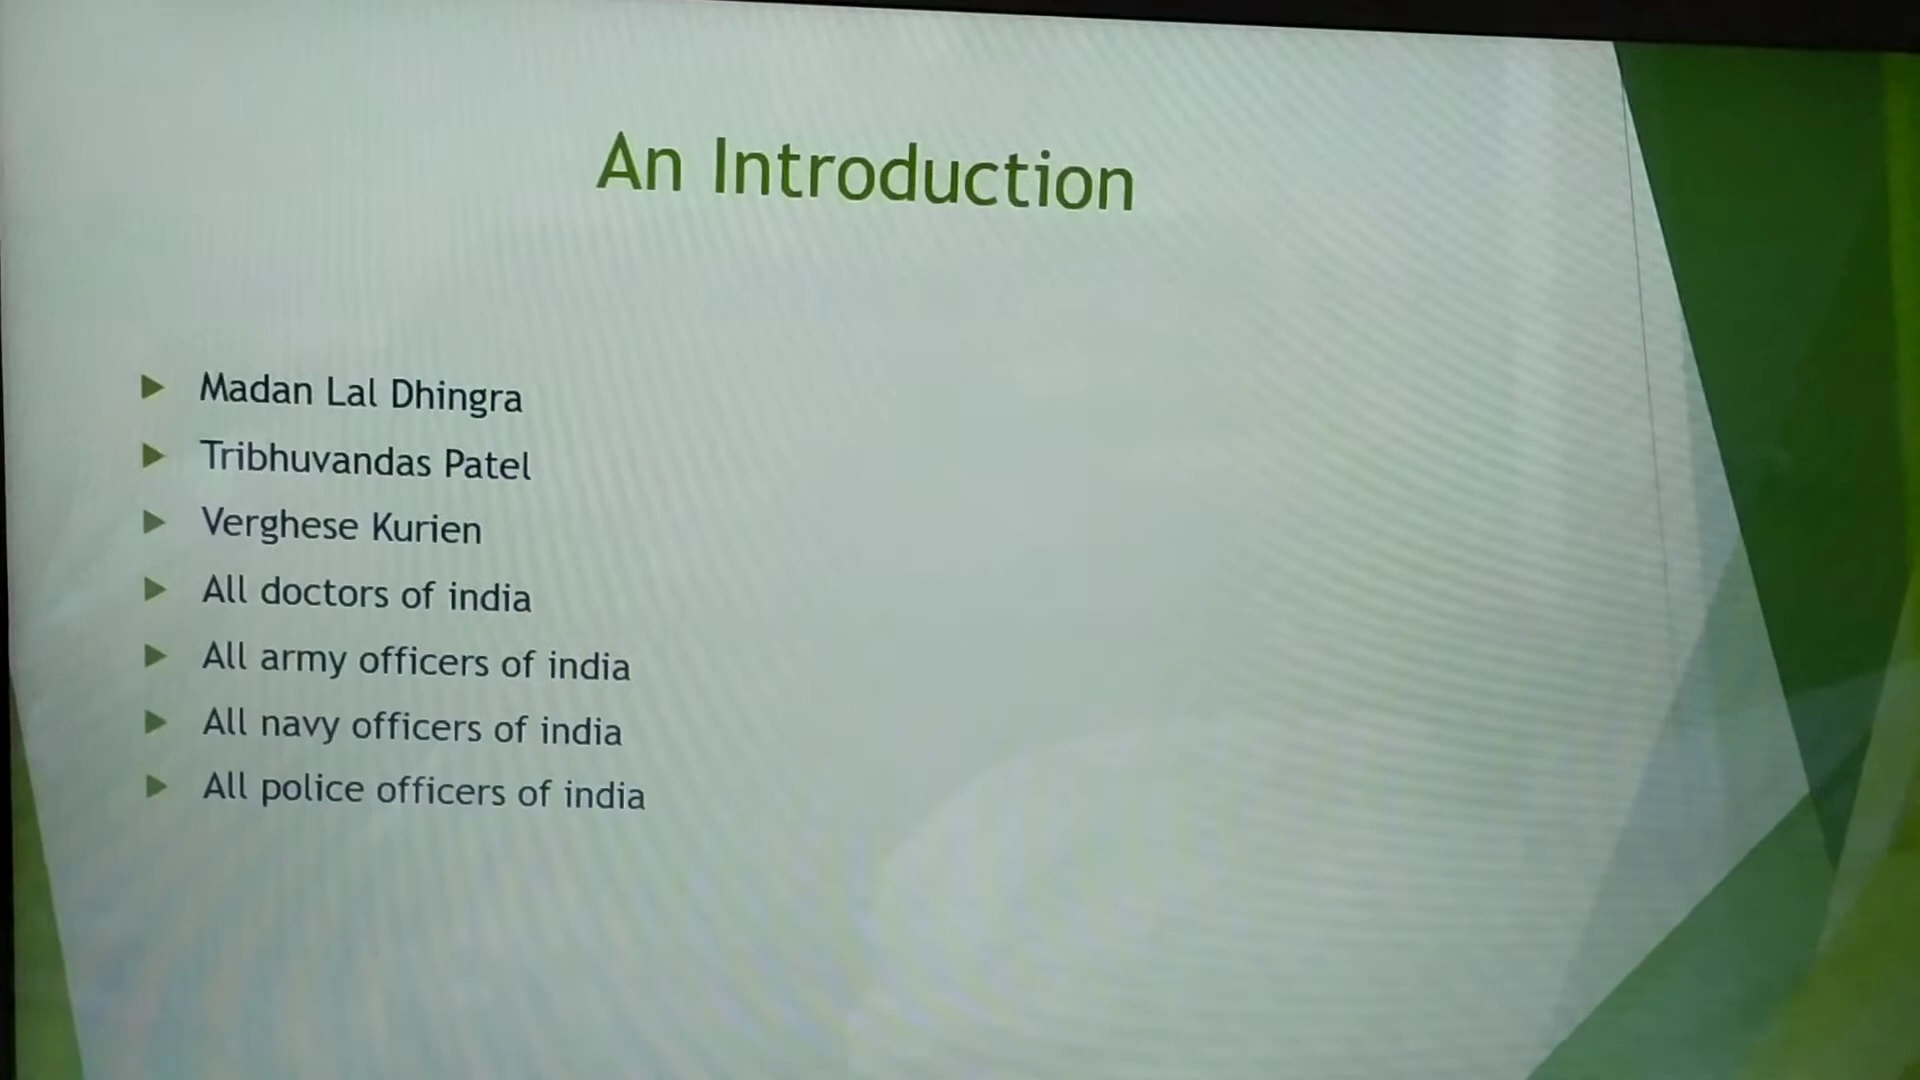 An Introduction
Madan Lal Dhingra
Tribhuvandas Patel
Verghese Kurien
All doctors of india
All army officers of india
All navy officers of india
All police officers of india